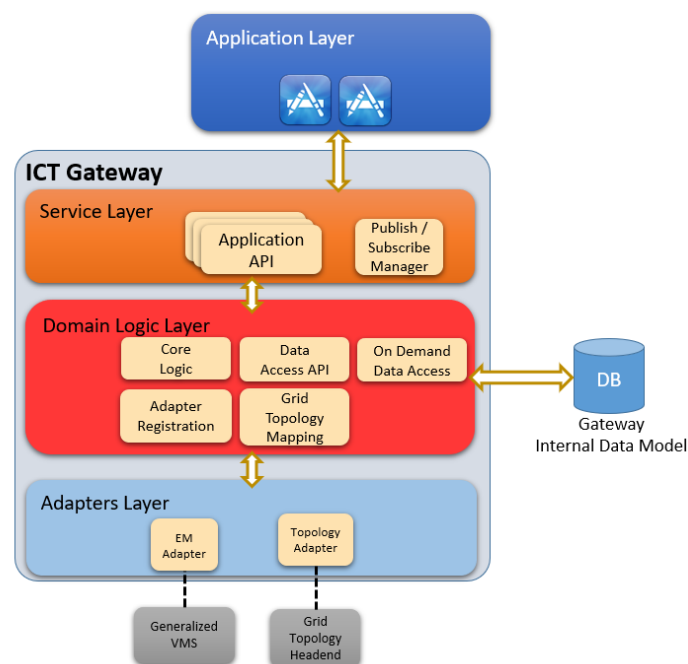 Application Layer
ICT Gateway
Service Layer
Application
API
Publish /
Subscribe
Manager
Domain Logic Layer
Core
Logic
Data
Access API
On Demand
Data Access
Adapter
Registration
Grid
Topology
Mapping
DB
Gateway
Internal Data Model
Adapters Layer
EM
Adapter
Topology
Adapter
Generalized
VMS
Grid
Topology
Headend